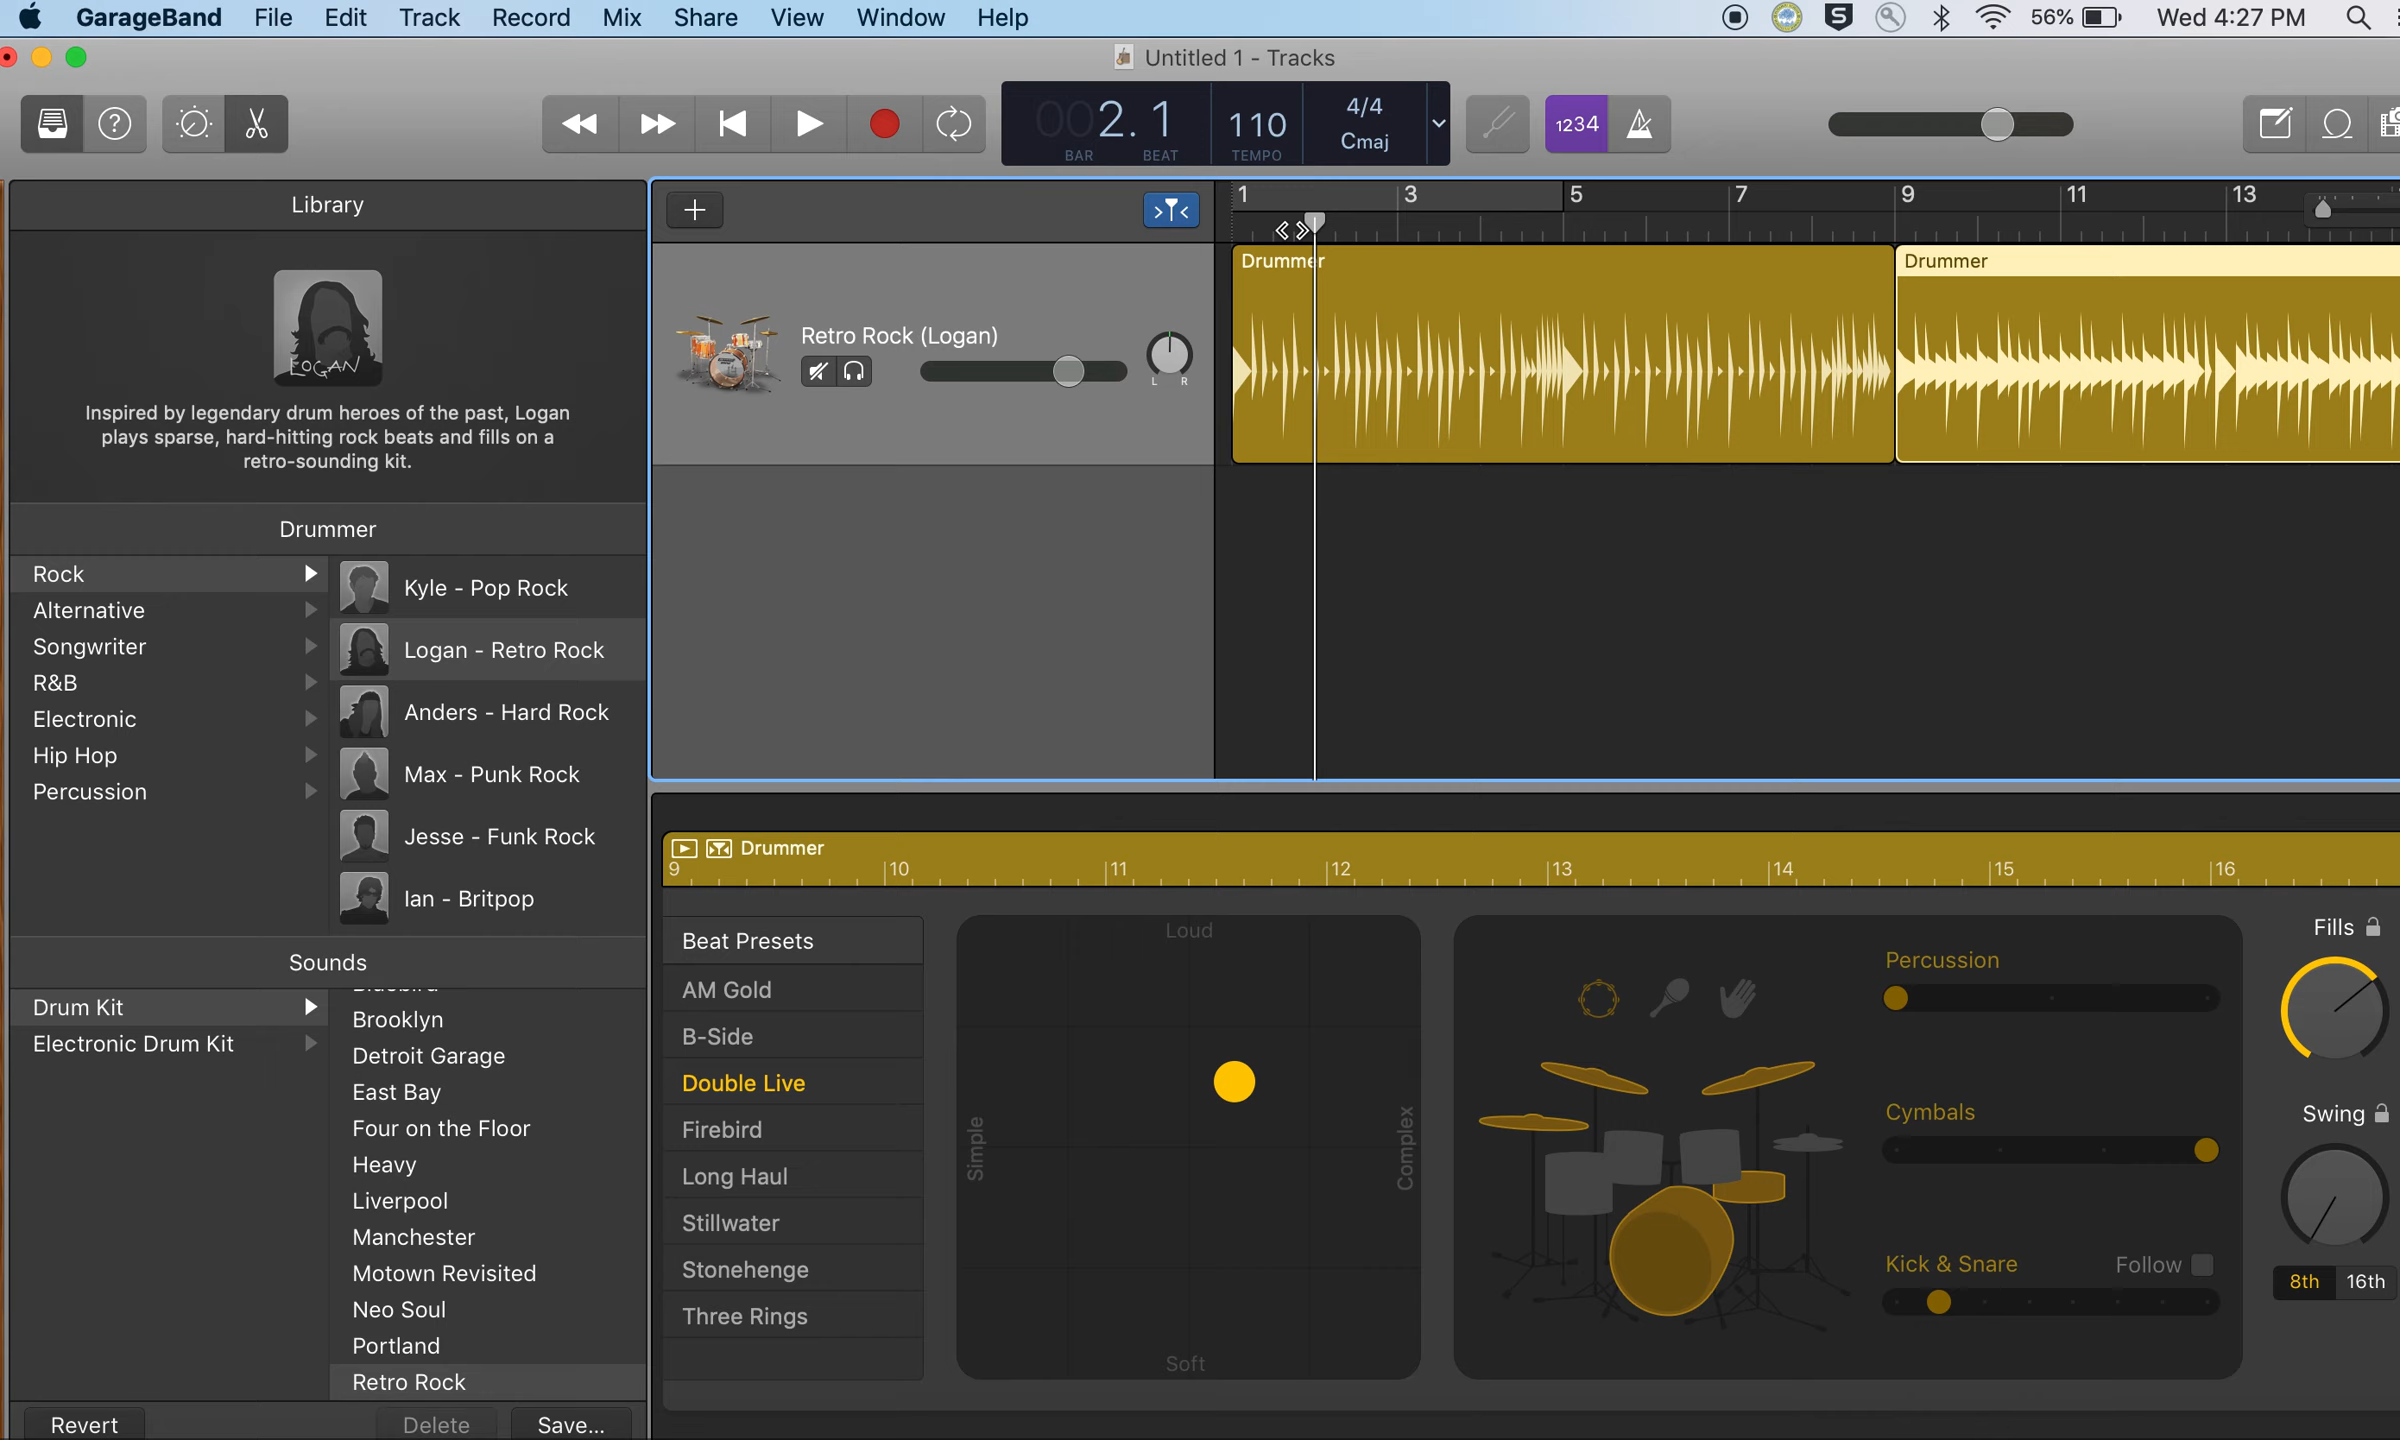 GarageBand File Edit Track Record Mix Share View Window Help
S 56% Wed 4:27 PM
Untitled 1 - Tracks
002. 1 110 4/4
Cmaj
BAR BEAT TEMPO
1234
Library
LOGAN
Inspired by legendary drum heroes of the past, Logan
plays sparse, hard-hitting rock beats and fills on a
retro-sounding kit.
Drummer
Rock
Alternative
Songwriter
R&B
Electronic
Hip Hop
Percussion
Kyle - Pop Rock
Logan - Retro Rock
Anders - Hard Rock
Max - Punk Rock
Jesse - Funk Rock
Ian - Britpop
Sounds
Drum Kit
Electronic Drum Kit
Brooklyn
Detroit Garage
East Bay
Four on the Floor
Heavy
Liverpool
Manchester
Motown Revisited
Neo Soul
Portland
Retro Rock
Revert Delete Save...
1 3 5 7 9 11 13
Drummer Drummer
Retro Rock (Logan)
L R
Drummer
9 10 11 12 13 14 15 16
Beat Presets
AM Gold
B-Side
Double Live
Firebird
Long Haul
Stillwater
Stonehenge
Three Rings
Loud
Simple
Complex
Soft
Percussion
Cymbals
Kick & Snare Follow
Fills
Swing
8th 16th